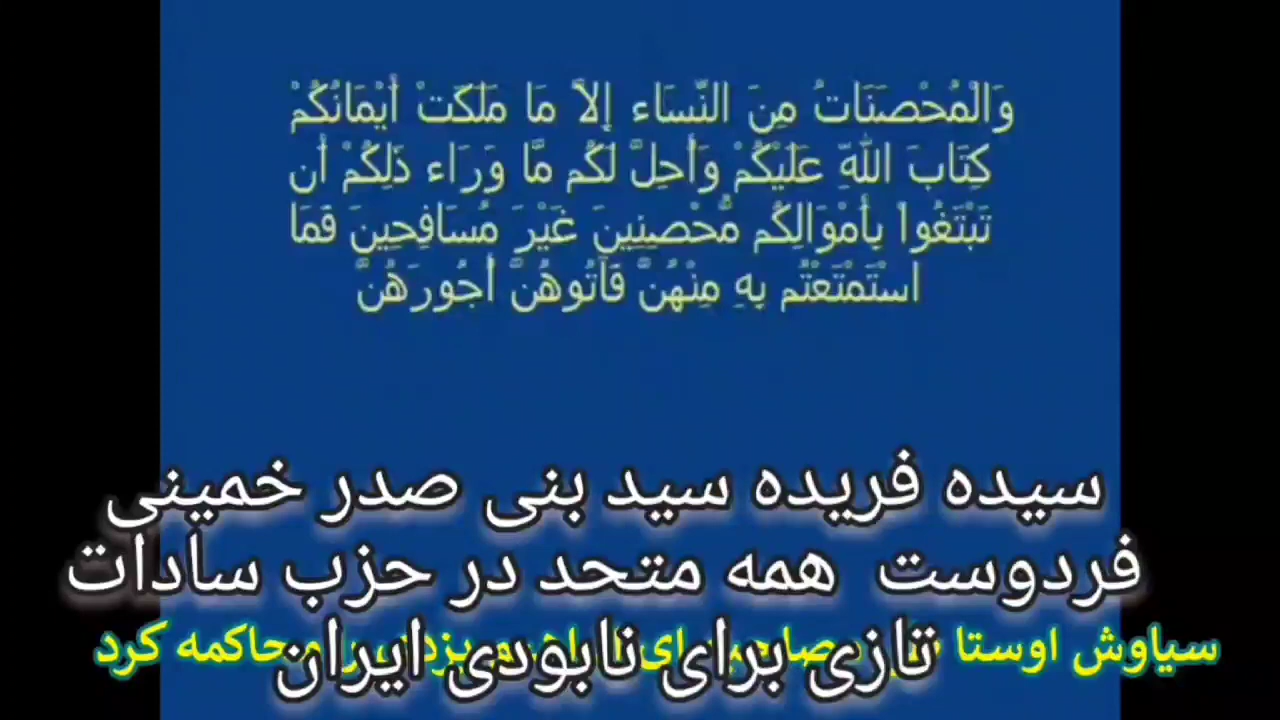 وَالْمُحْصَنَاتُ مِنَ النِّسَاء إِلاَّ مَا مَلَكَتْ أَيْمَانُكُمْ
كِتَابَ اللّهِ عَلَيْكُمْ وَأُحِلَّ لَكُم مَّا وَرَاء ذَلِكُمْ أَن
تَبْتَغُواْ بِأَمْوَالِكُم مُّحْصِنِينَ غَيْرَ مُسَافِحِينَ فَمَا
اسْتَمْتَعْتُم بِهِ مِنْهُنَّ فَآتُوهُنَّ أُجُورَهُنَّ
سیده فریده سید بنی صدر خمینی
فردوست همه متحد در حزب سادات
تازی برای نابودی ایران
سیاوش اوستا محاکمه کرد